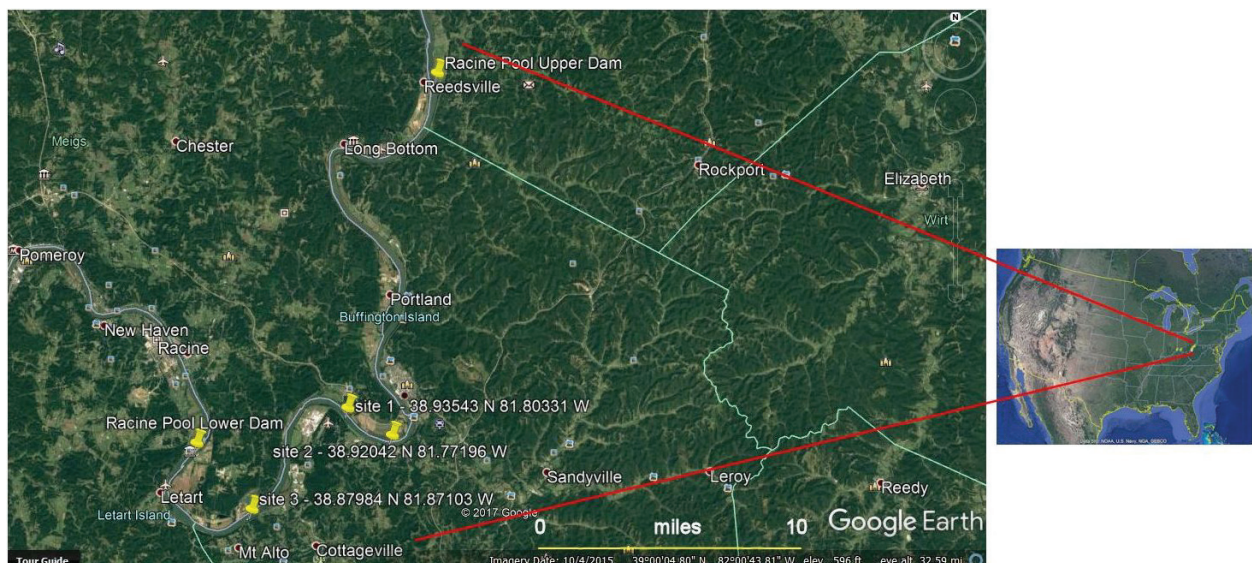 N
Racine Pool Upper Dam
Reedsville
Meigs
Chester
Long Bottom
Rockport
Elizabeth
Wirt
Pomeroy
Portland
Buffington Island
New Haven
Racine
site 1 - 38.93543 N 81.80331 W
Racine Pool Lower Dam
site 2 - 38.92042 N 81.77196 W
Sandyville
Leroy
Reedy
Letart
site 3 - 38.87984 N 81.87103 W
Letart Island
© 2017 Google
0 miles 10
Google Earth
Mt Alto
Cottageville
Tour Guide
Imagery Date: 10/4/2015 39°00'04.80" N 82°00'43.81" W elev 596 ft eye alt 32.59 mi